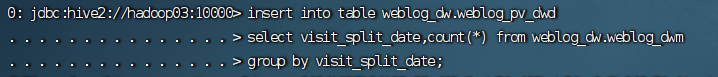 0: jdbc:hive2://hadoop03:10000> insert into table weblog_dw.weblog_pv_dwd
. . . . . . . . . . . . . . . > select visit_split_date,count(*) from weblog_dw.weblog_dwm
. . . . . . . . . . . . . . . > group by visit_split_date;